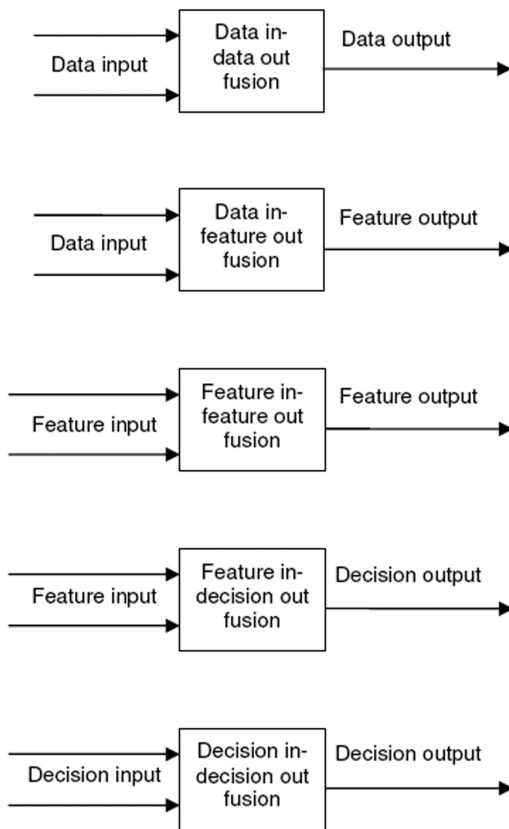 Data input
Data in-
data out
fusion
Data output
Data input
Data in-
feature out
fusion
Feature output
Feature input
Feature in-
feature out
fusion
Feature output
Feature input
Feature in-
decision out
fusion
Decision output
Decision input
Decision in-
decision out
fusion
Decision output